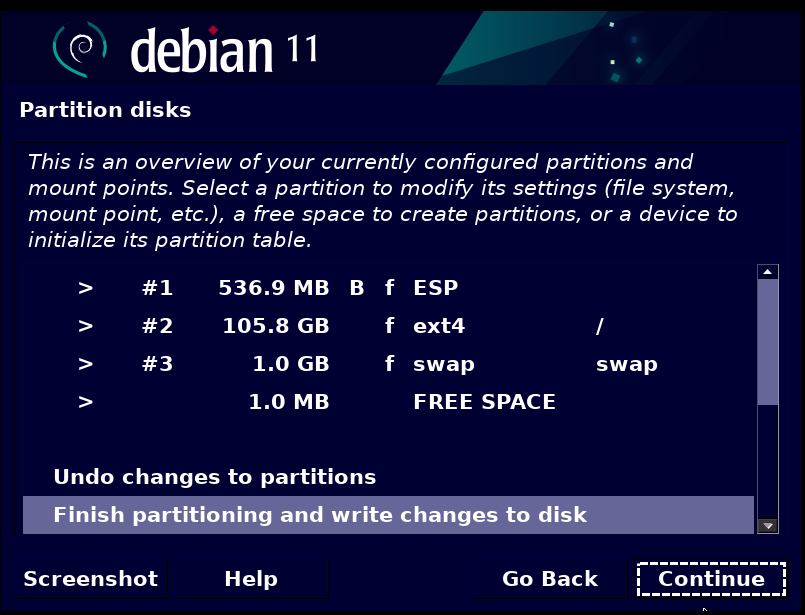 debian 11
Partition disks
This is an overview of your currently configured partitions and
mount points. Select a partition to modify its settings (file system,
mount point, etc.), a free space to create partitions, or a device to
initialize its partition table.
> #1 536.9 MB B f ESP
> #2 105.8 GB f ext4 /
> #3 1.0 GB f swap swap
> 1.0 MB FREE SPACE
Undo changes to partitions
Finish partitioning and write changes to disk
Screenshot Help Go Back Continue